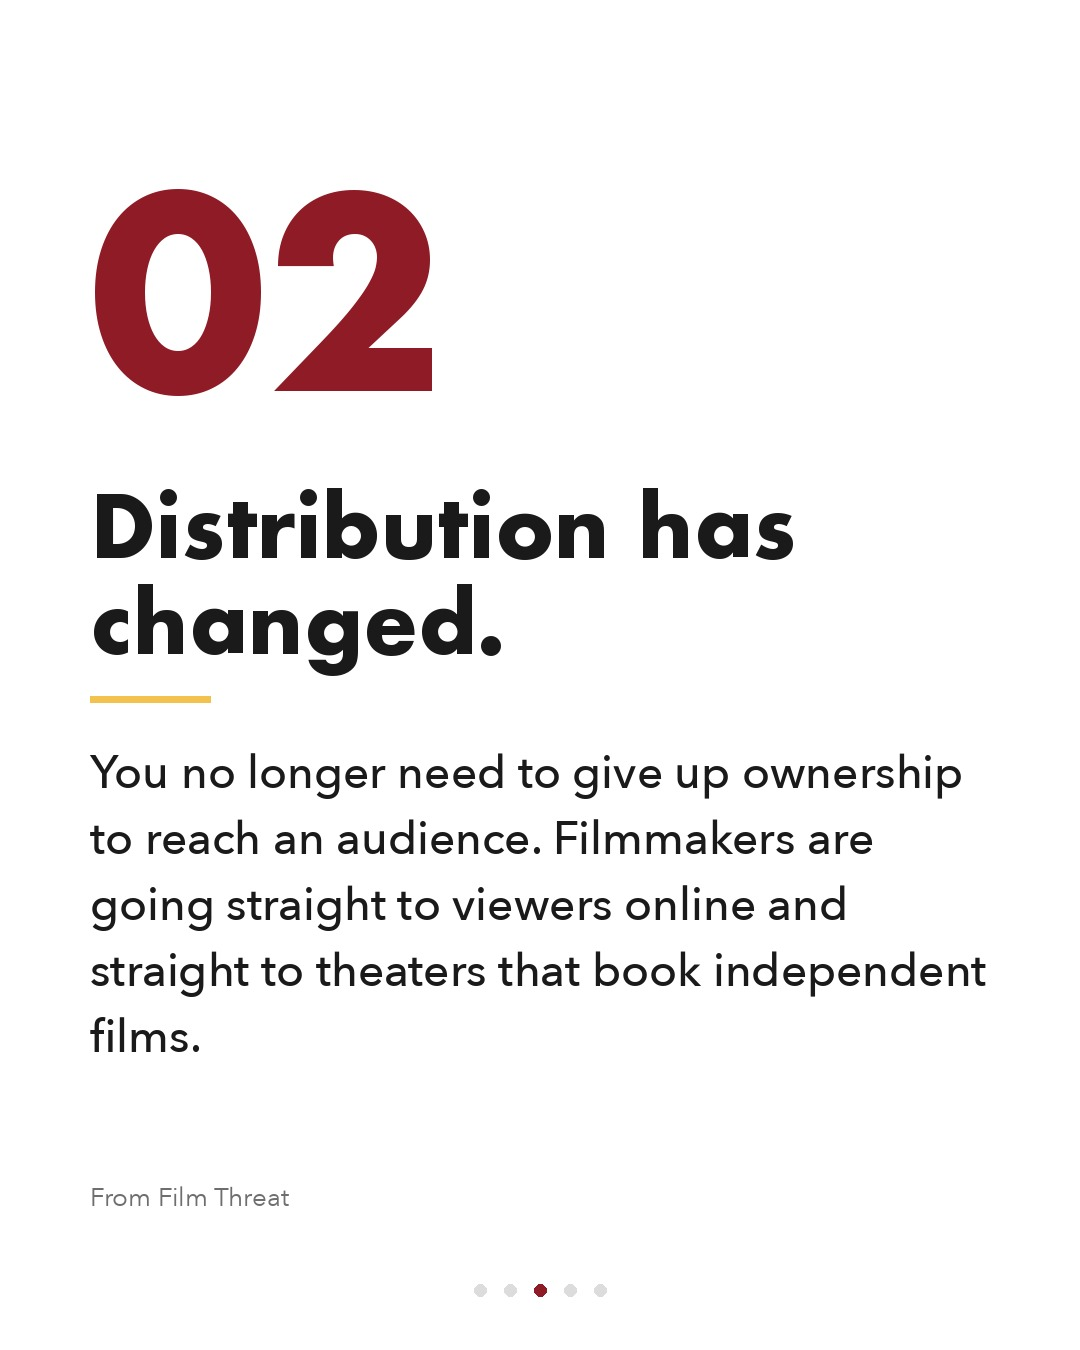 02
Distribution has
changed.
You no longer need to give up ownership
to reach an audience. Filmmakers are
going straight to viewers online and
straight to theaters that book independent
films.
From Film Threat